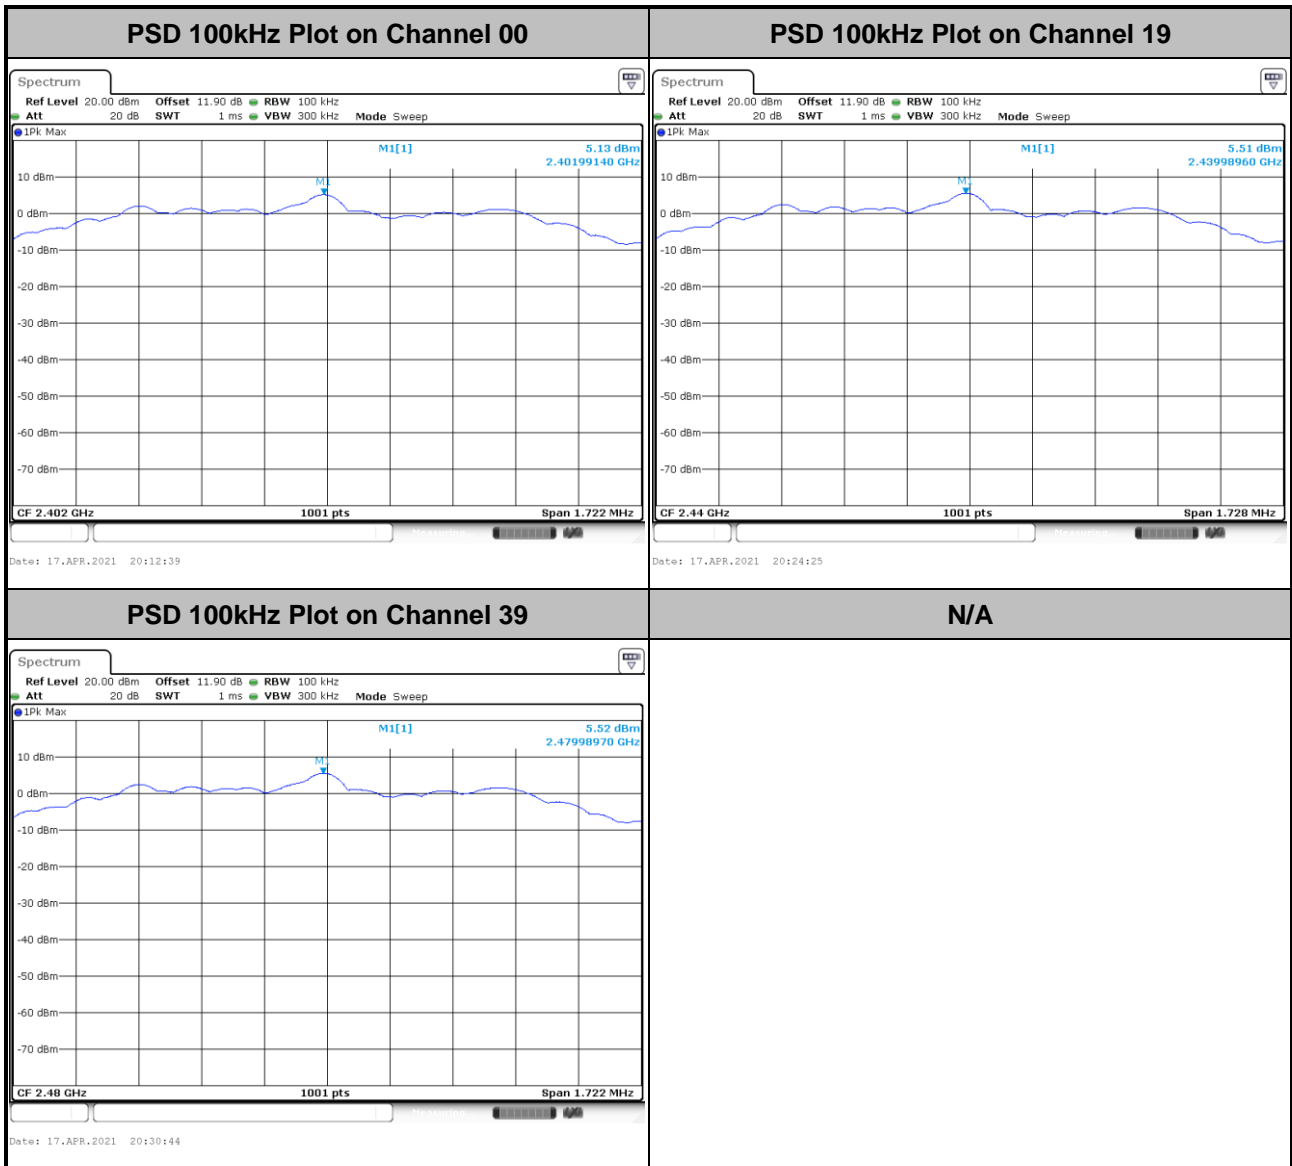 PSD 100kHz Plot on Channel 00
PSD 100kHz Plot on Channel 19
Spectrum
Ref Level 20.00 dBm Offset 11.90 dB RBW 100 kHz
Att 20 dB SWT 1 ms VBW 300 kHz Mode Sweep
1Pk Max
M1[1] 5.13 dBm
2.40199140 GHz
M1
10 dBm
0 dBm
-10 dBm
-20 dBm
-30 dBm
-40 dBm
-50 dBm
-60 dBm
-70 dBm
CF 2.402 GHz 1001 pts Span 1.722 MHz
Measuring...
Date: 17.APR.2021 20:12:39
Spectrum
Ref Level 20.00 dBm Offset 11.90 dB RBW 100 kHz
Att 20 dB SWT 1 ms VBW 300 kHz Mode Sweep
1Pk Max
M1[1] 5.51 dBm
2.43998960 GHz
M1
10 dBm
0 dBm
-10 dBm
-20 dBm
-30 dBm
-40 dBm
-50 dBm
-60 dBm
-70 dBm
CF 2.44 GHz 1001 pts Span 1.728 MHz
Measuring...
Date: 17.APR.2021 20:24:25
PSD 100kHz Plot on Channel 39
N/A
Spectrum
Ref Level 20.00 dBm Offset 11.90 dB RBW 100 kHz
Att 20 dB SWT 1 ms VBW 300 kHz Mode Sweep
1Pk Max
M1[1] 5.52 dBm
2.47998970 GHz
M1
10 dBm
0 dBm
-10 dBm
-20 dBm
-30 dBm
-40 dBm
-50 dBm
-60 dBm
-70 dBm
CF 2.48 GHz 1001 pts Span 1.722 MHz
Measuring...
Date: 17.APR.2021 20:30:44